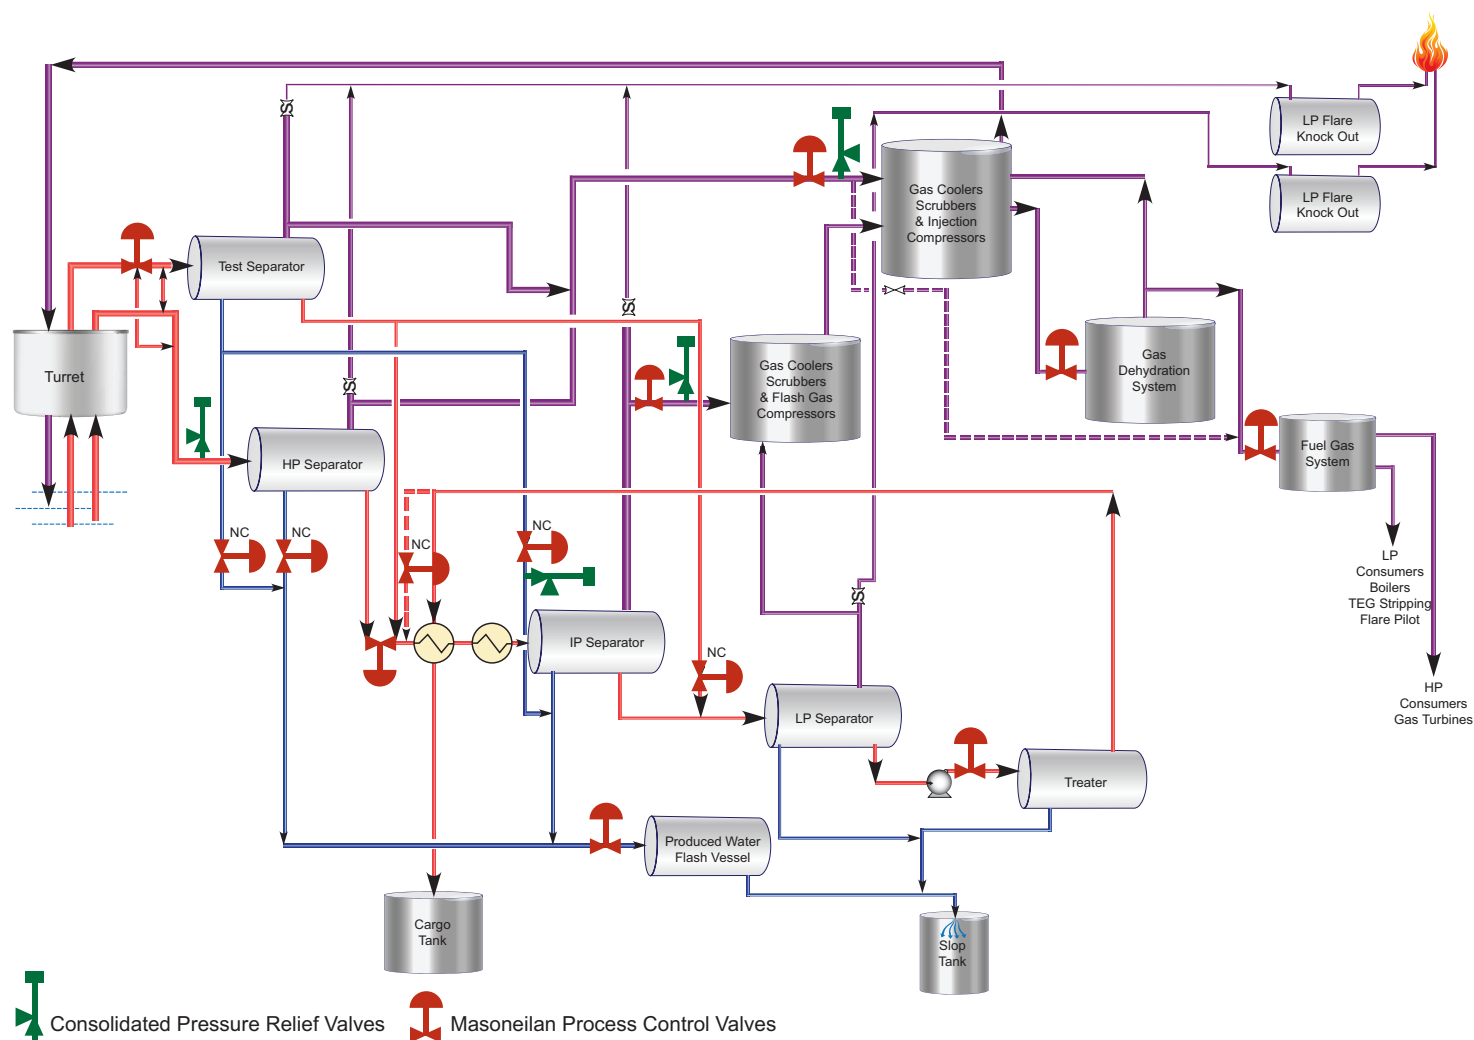 LP Flare
Knock Out
LP Flare
Knock Out
Gas Coolers
Scrubbers
& Injection
Compressors
Test Separator
Turret
Gas Coolers
Scrubbers
& Flash Gas
Compressors
Gas
Dehydration
System
HP Separator
Fuel Gas
System
NC
NC
NC
NC
LP
Consumers
Boilers
TEG Stripping
Flare Pilot
IP Separator
NC
HP
Consumers
Gas Turbines
LP Separator
Treater
Produced Water
Flash Vessel
Cargo
Tank
Slop
Tank
Consolidated Pressure Relief Valves
Masoneilan Process Control Valves